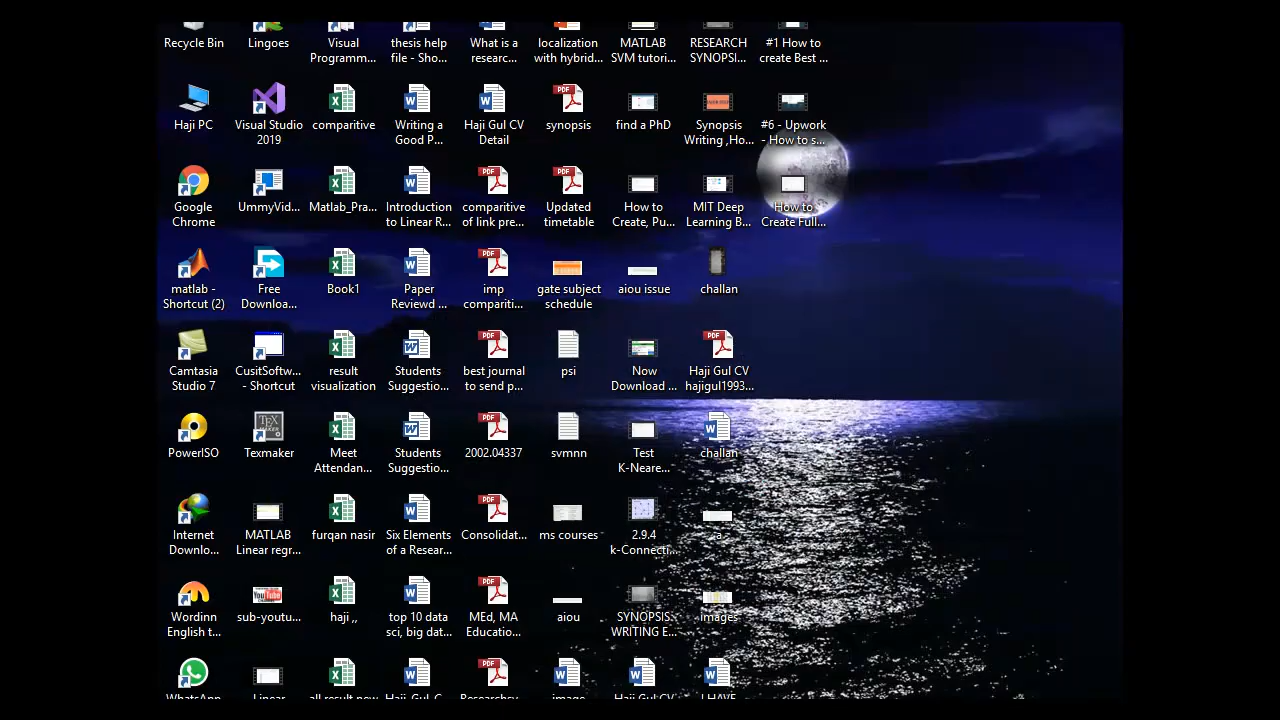 Recycle Bin
Lingoes
Visual
Programm...
thesis help
file - Sho...
What is a
researc...
localization
with hybrid...
MATLAB
SVM tutori...
RESEARCH
SYNOPSI...
#1 How to
create Best ...
Haji PC
Visual Studio
2019
comparitive
Writing a
Good P...
Haji Gul CV
Detail
synopsis
find a PhD
Synopsis
Writing ,Ho...
#6 - Upwork
- How to s...
Google
Chrome
UmmyVid...
Matlab_Pra...
Introduction
to Linear R...
comparitive
of link pre...
Updated
timetable
How to
Create, Pu...
MIT Deep
Learning B...
How to
Create Full...
matlab -
Shortcut (2)
Free
Downloa...
Book1
Paper
Reviewd ...
imp
compariti...
gate subject
schedule
aiou issue
challan
Camtasia
Studio 7
CusitSoftw...
- Shortcut
result
visualization
Students
Suggestio...
best journal
to send p...
psi
Now
Download ...
Haji Gul CV
hajigul1993...
PowerISO
Texmaker
Meet
Attendan...
Students
Suggestio...
2002.04337
svmnn
Test
K-Neare...
challan
Internet
Downlo...
MATLAB
Linear regr...
furqan nasir
Six Elements
of a Resear...
Consolidat...
ms courses
2.9.4
k-Connecti...
a
Wordinn
English t...
sub-youtu...
haji ,,
top 10 data
sci, big dat...
MEd, MA
Educatio...
aiou
SYNOPSIS
WRITING E...
images
WhatsApp
Linear
all result new
Haji Gul C...
Researchsy...
image
Haji Gul CV
I HAVE